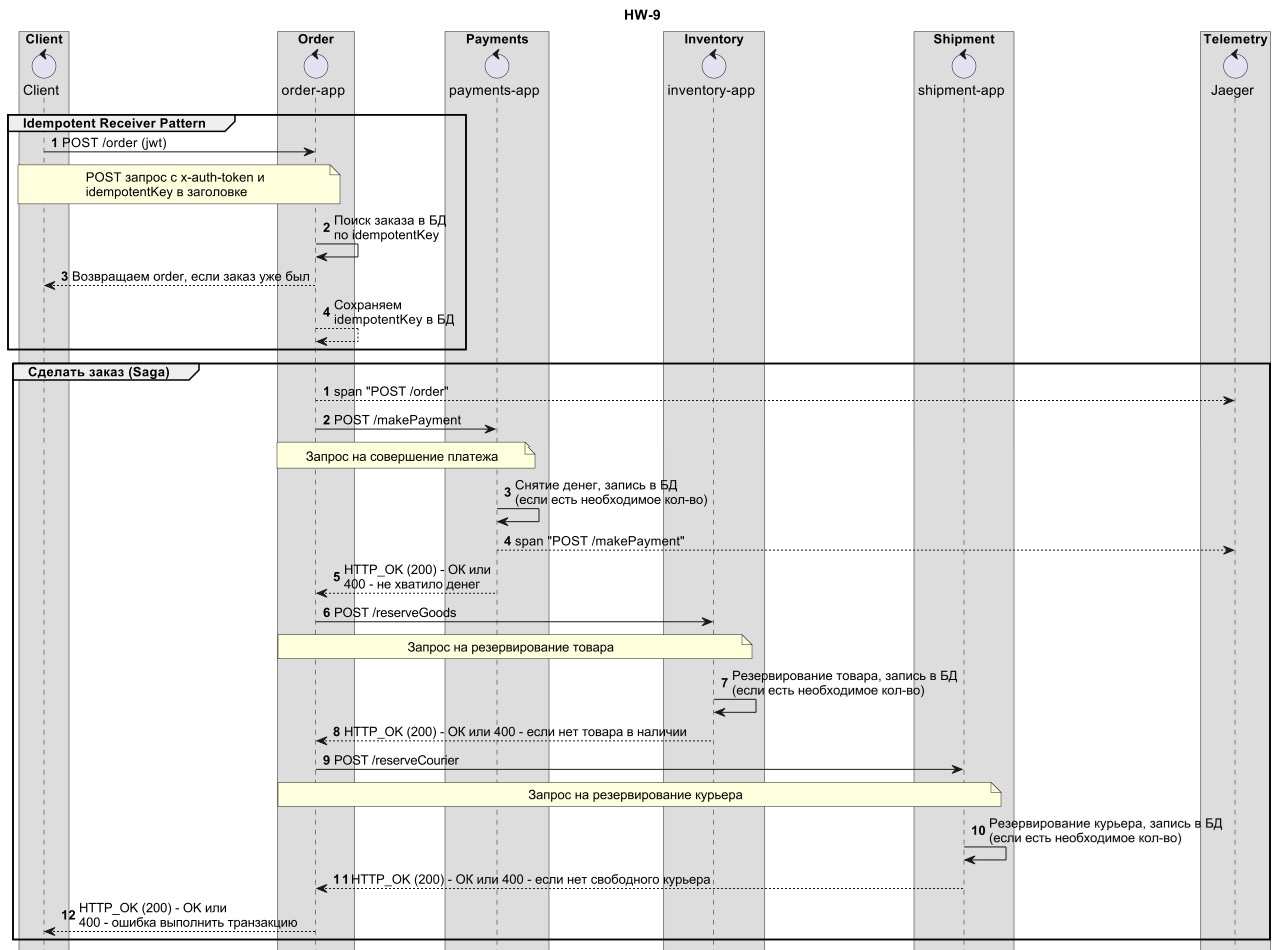 HW-9
Client
Order
Payments
Inventory
Shipment
Telemetry
Client
order-app
payments-app
inventory-app
shipment-app
Jaeger
Idempotent Receiver Pattern
1 POST /order (jwt)
POST запрос с x-auth-token и
idempotentKey в заголовке
2 Поиск заказа в БД
по idempotentKey
3 Возвращаем order, если заказ уже был
4 Сохраняем
idempotentKey в БД
Сделать заказ (Saga)
1 span "POST /order"
2 POST /makePayment
Запрос на совершение платежа
3 Снятие денег, запись в БД
(если есть необходимое кол-во)
4 span "POST /makePayment"
5 HTTP_OK (200) - ОК или
400 - не хватило денег
6 POST /reserveGoods
Запрос на резервирование товара
7 Резервирование товара, запись в БД
(если есть необходимое кол-во)
8 HTTP_OK (200) - ОК или 400 - если нет товара в наличии
9 POST /reserveCourier
Запрос на резервирование курьера
10 Резервирование курьера, запись в БД
(если есть необходимое кол-во)
11 HTTP_OK (200) - ОК или 400 - если нет свободного курьера
12 HTTP_OK (200) - ОК или
400 - ошибка выполнить транзакцию